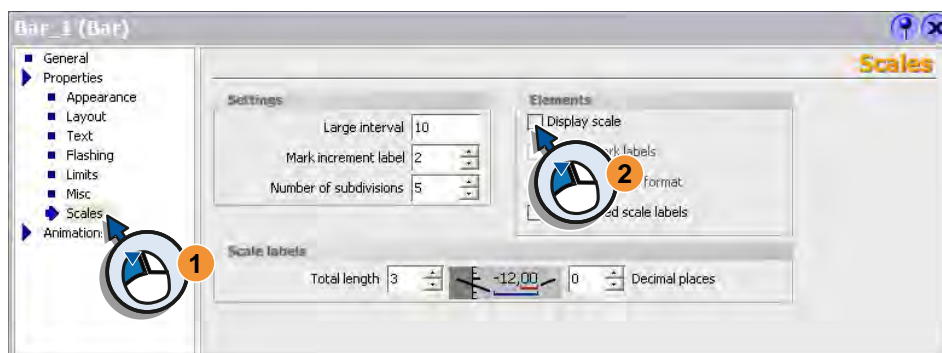 Bar_1 (Bar)
General
Properties
Appearance
Layout
Text
Flashing
Limits
Misc
Scales
Animation
1
Scales
Settings
Large interval 10
Mark increment label 2
Number of subdivisions 5
Elements
Display scale
labels
2
format
scale labels
Scale labels
Total length 3 -12,00 0 Decimal places